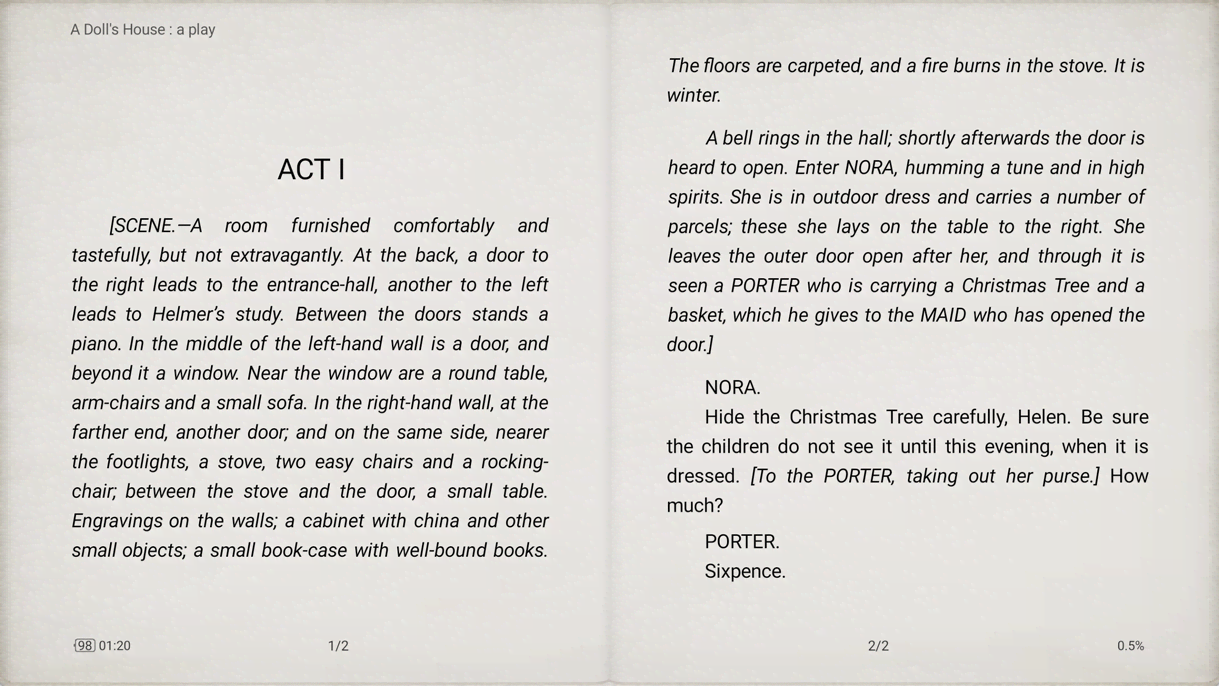 A Doll's House : a play
ACT I
[SCENE.—A room furnished comfortably and
tastefully, but not extravagantly. At the back, a door to
the right leads to the entrance-hall, another to the left
leads to Helmer's study. Between the doors stands a
piano. In the middle of the left-hand wall is a door, and
beyond it a window. Near the window are a round table,
arm-chairs and a small sofa. In the right-hand wall, at the
farther end, another door; and on the same side, nearer
the footlights, a stove, two easy chairs and a rocking-
chair; between the stove and the door, a small table.
Engravings on the walls; a cabinet with china and other
small objects; a small book-case with well-bound books.
98 01:20
1/2
The floors are carpeted, and a fire burns in the stove. It is
winter.
A bell rings in the hall; shortly afterwards the door is
heard to open. Enter NORA, humming a tune and in high
spirits. She is in outdoor dress and carries a number of
parcels; these she lays on the table to the right. She
leaves the outer door open after her, and through it is
seen a PORTER who is carrying a Christmas Tree and a
basket, which he gives to the MAID who has opened the
door.]
NORA.
Hide the Christmas Tree carefully, Helen. Be sure
the children do not see it until this evening, when it is
dressed. [To the PORTER, taking out her purse.] How
much?
PORTER.
Sixpence.
2/2
0.5%